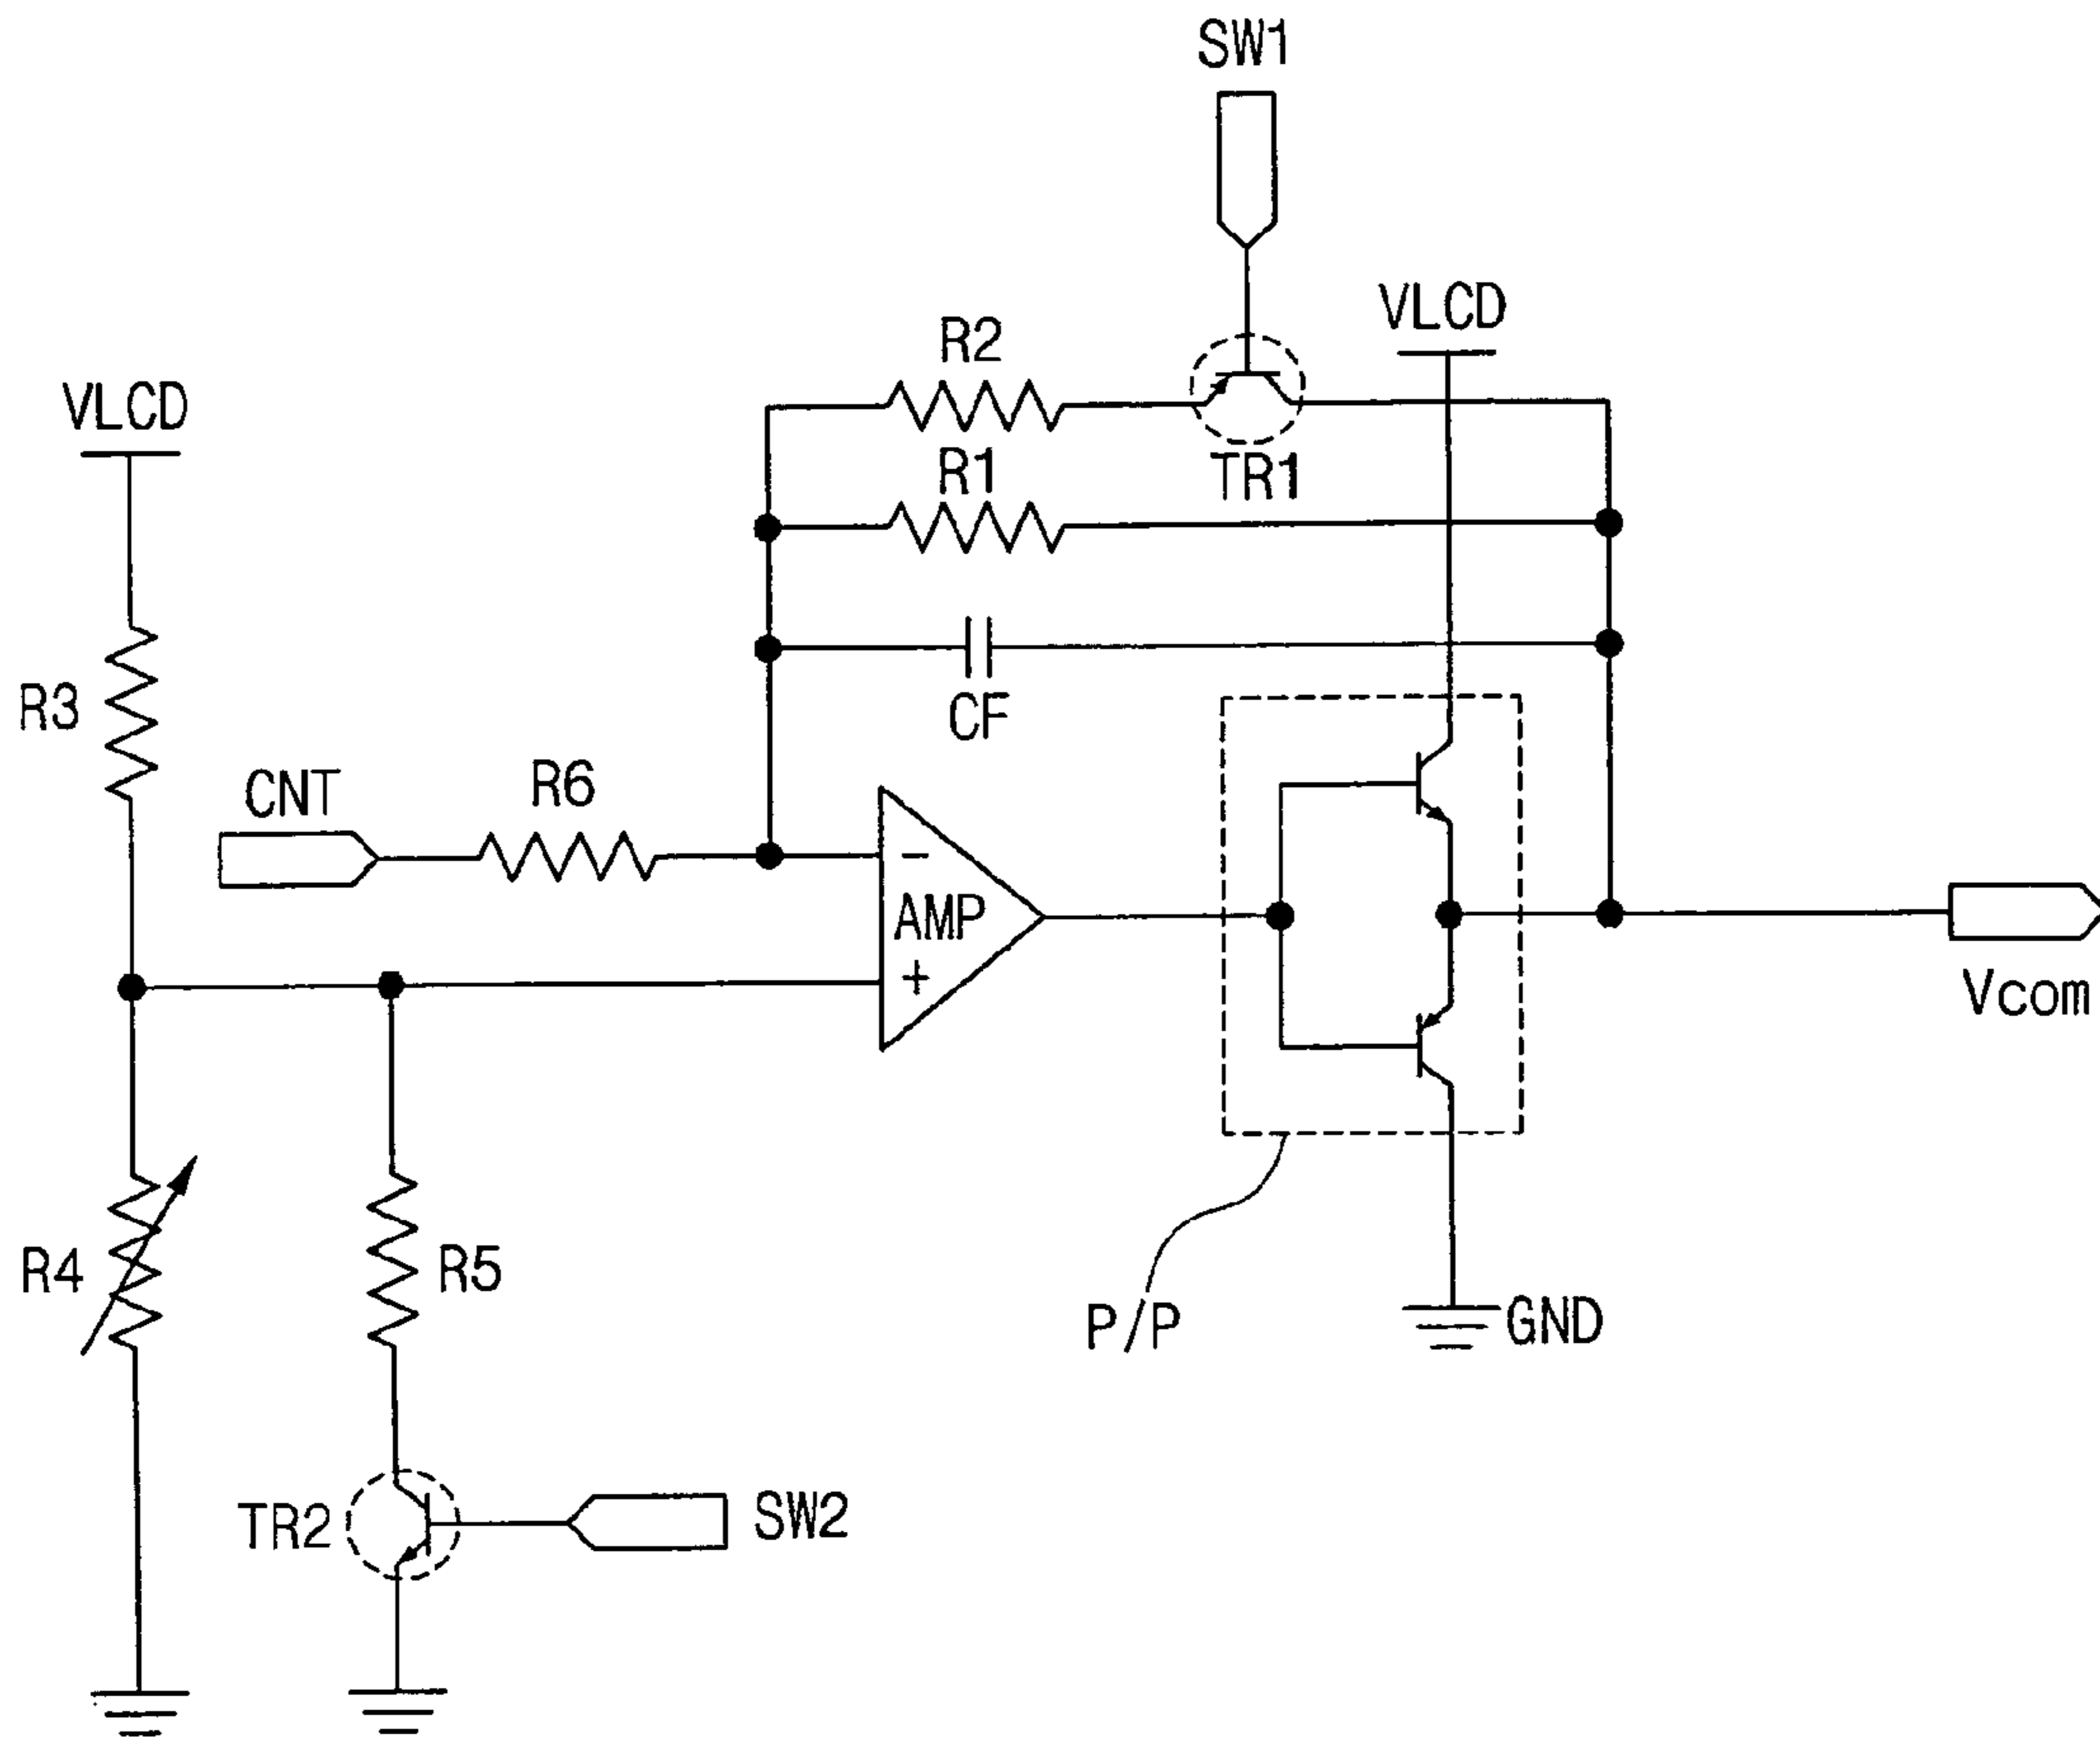 SW1
VLCD
R2
VLCD
R1
TR1
R3
CF
CNT
R6
-
AMP
+
Vcom
R4
R5
P/P
GND
TR2
SW2